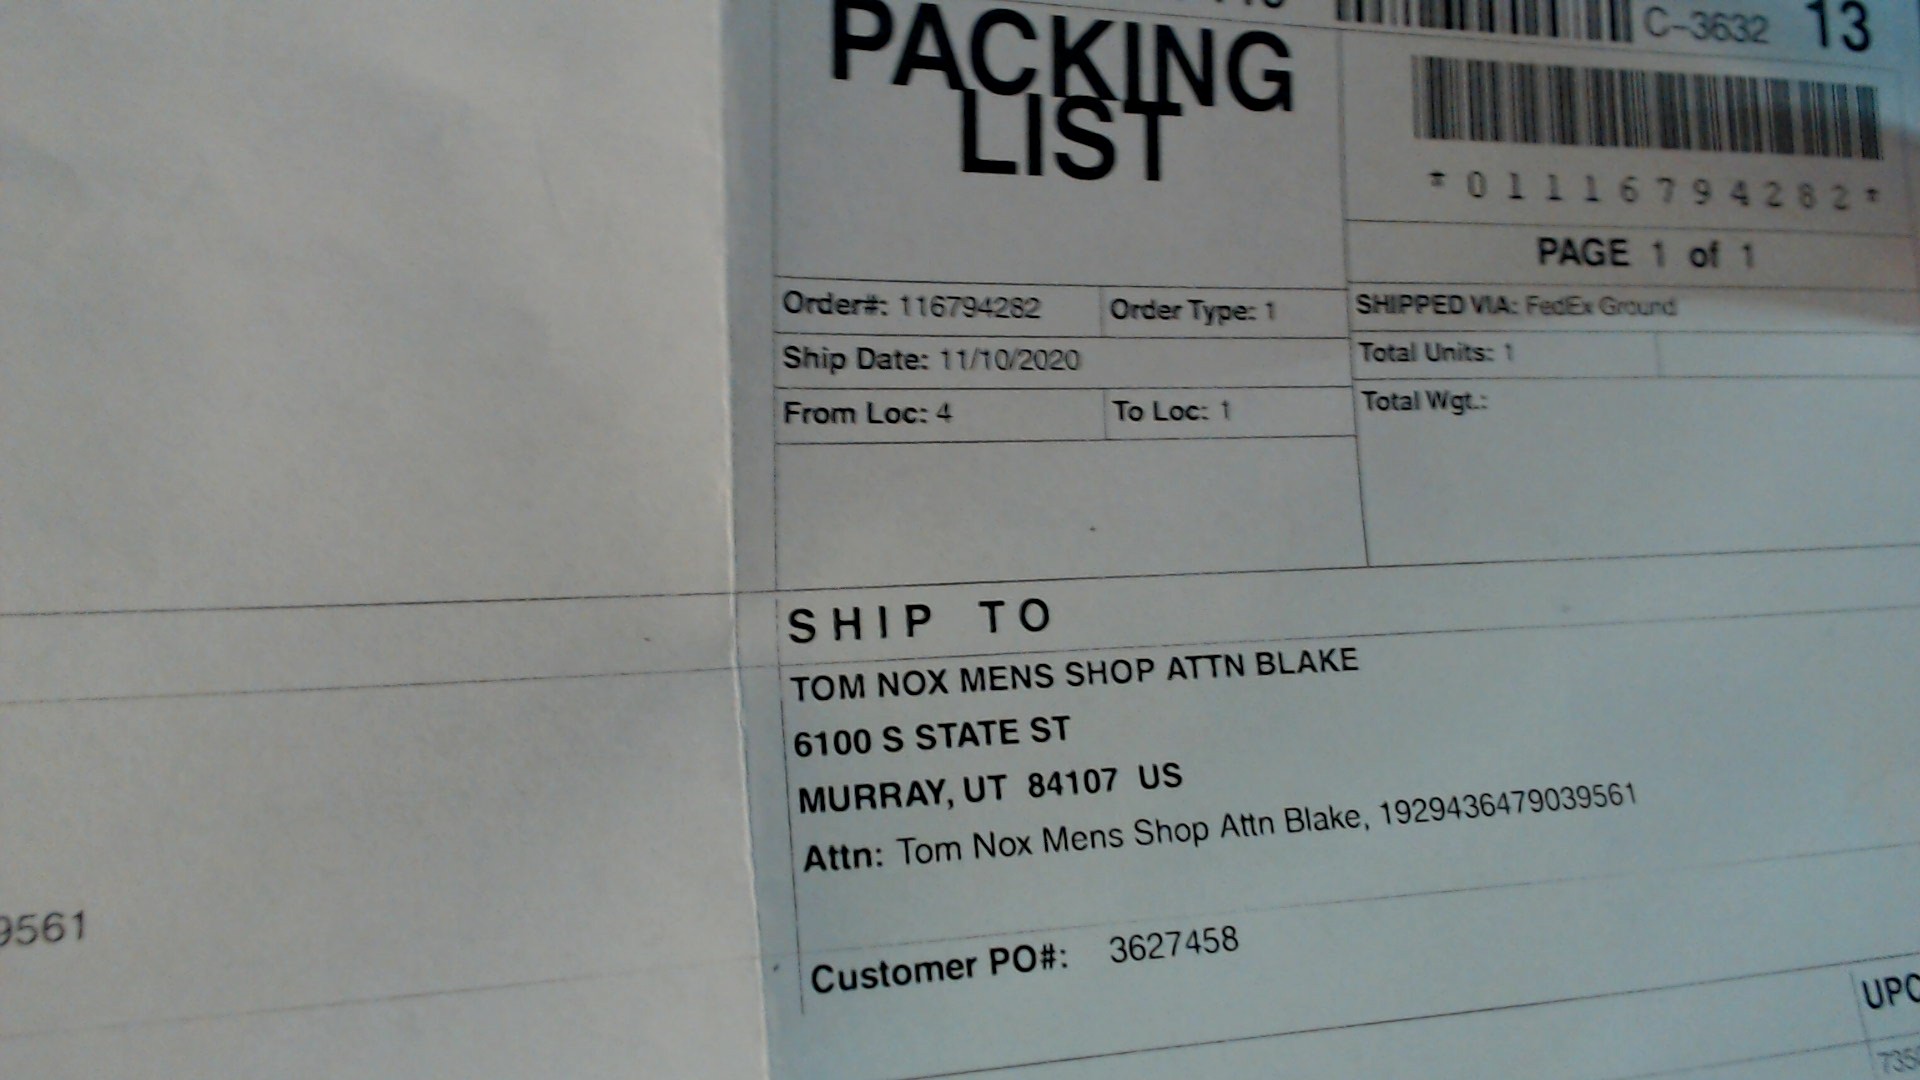 C-3632 13
PACKING
LIST
*01116794282*
PAGE 1 of 1
Order#: 116794282 Order Type: 1 SHIPPED VIA: FedEx Ground
Ship Date: 11/10/2020 Total Units: 1
From Loc: 4 To Loc: 1 Total Wgt.:
SHIP TO
TOM NOX MENS SHOP ATTN BLAKE
6100 S STATE ST
MURRAY, UT 84107 US
Attn: Tom Nox Mens Shop Attn Blake, 1929436479039561
9561
Customer PO#: 3627458
UPC